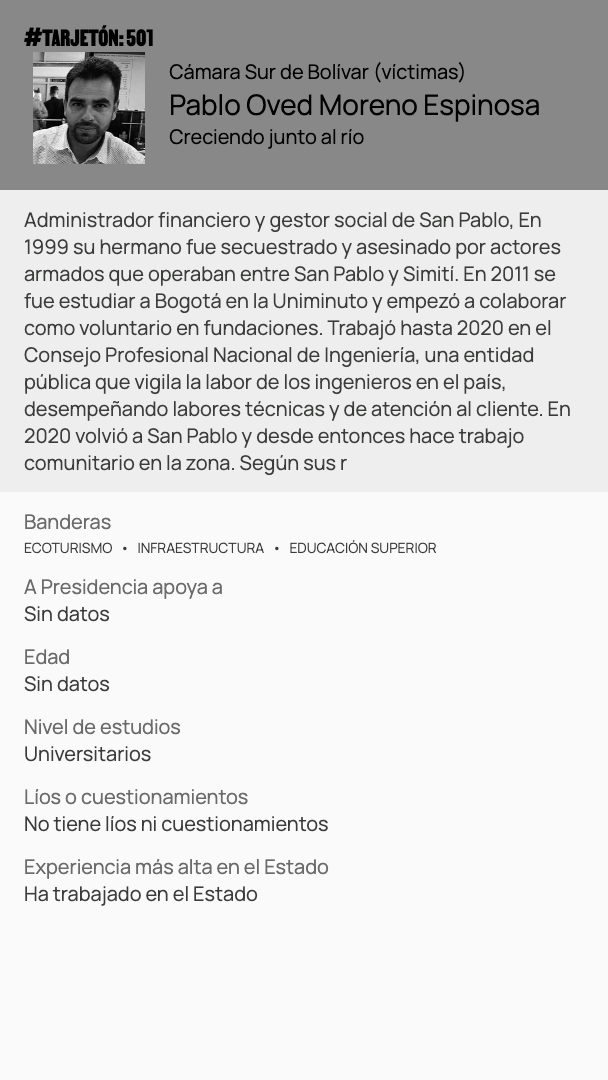 #TARJETÓN: 501
Cámara Sur de Bolívar (víctimas)
Pablo Oved Moreno Espinosa
Creciendo junto al río
Administrador financiero y gestor social de San Pablo, En
1999 su hermano fue secuestrado y asesinado por actores
armados que operaban entre San Pablo y Simití. En 2011 se
fue estudiar a Bogotá en la Uniminuto y empezó a colaborar
como voluntario en fundaciones. Trabajó hasta 2020 en el
Consejo Profesional Nacional de Ingeniería, una entidad
pública que vigila la labor de los ingenieros en el país,
desempeñando labores técnicas y de atención al cliente. En
2020 volvió a San Pablo y desde entonces hace trabajo
comunitario en la zona. Según sus r
Banderas
ECOTURISMO • INFRAESTRUCTURA • EDUCACIÓN SUPERIOR
A Presidencia apoya a
Sin datos
Edad
Sin datos
Nivel de estudios
Universitarios
Líos o cuestionamientos
No tiene líos ni cuestionamientos
Experiencia más alta en el Estado
Ha trabajado en el Estado